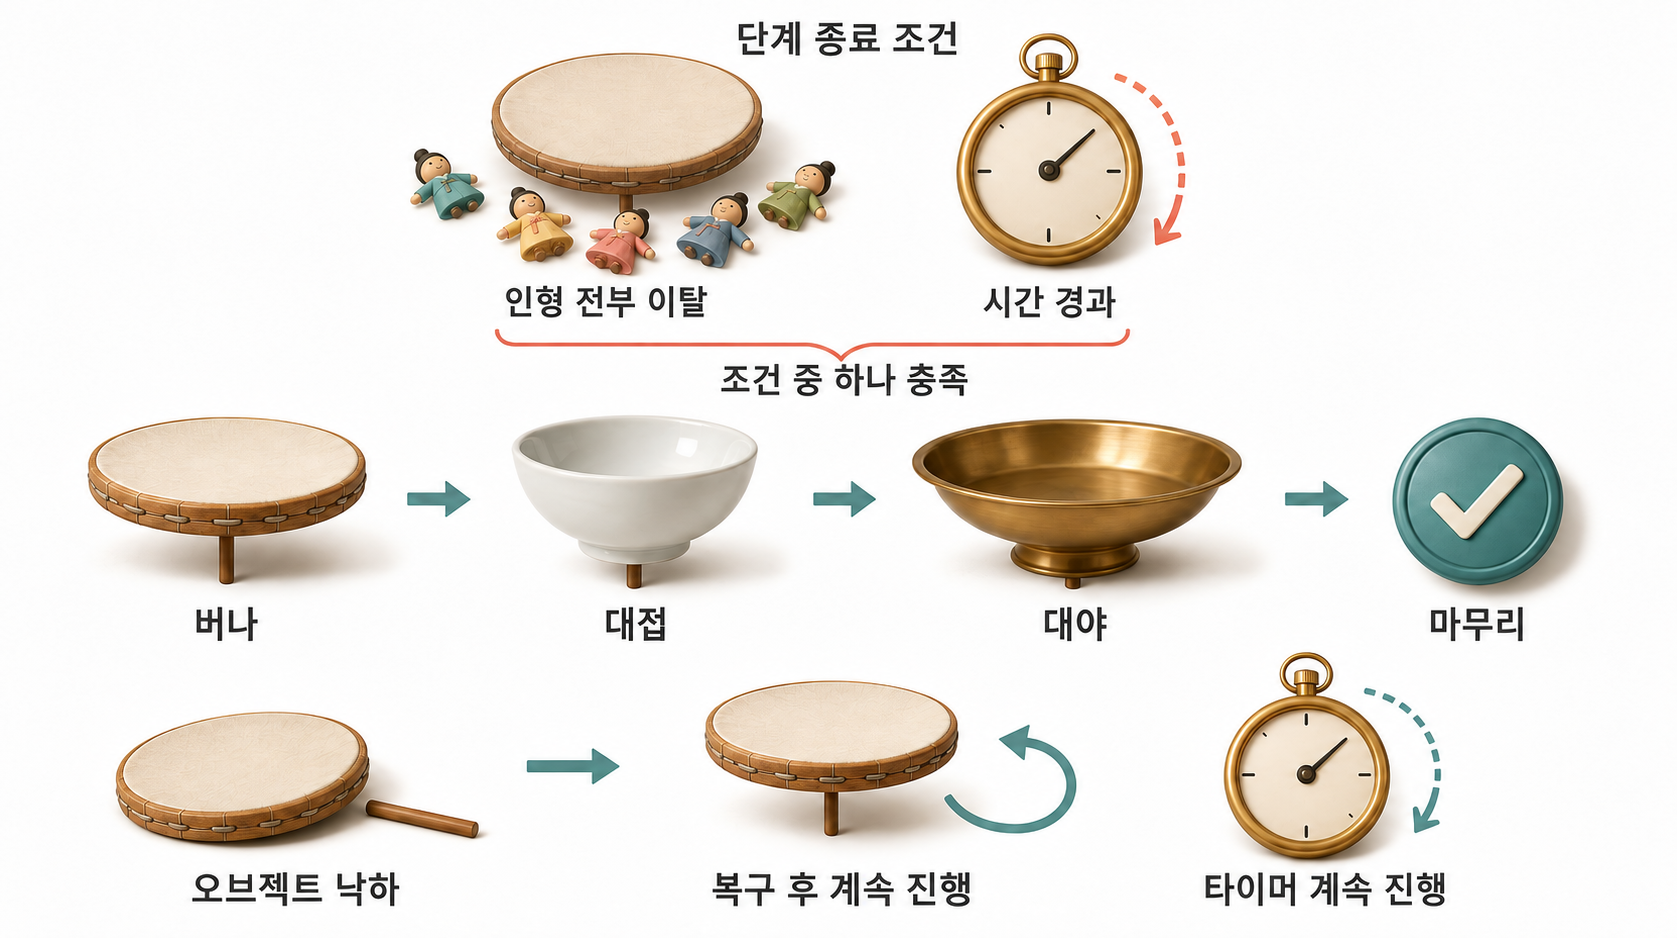 단계 종료 조건
인형 전부 이탈
시간 경과
조건 중 하나 충족
버나
대접
대야
마무리
오브젝트 낙하
복구 후 계속 진행
타이머 계속 진행